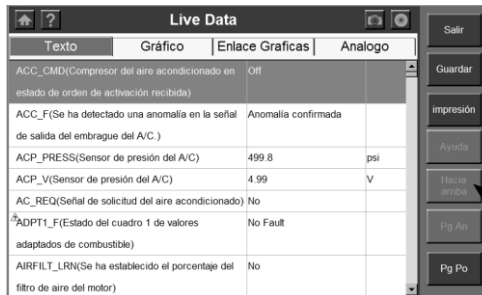 ?
Live Data
Texto
Gráfico
Enlace Graficas
Analogo
ACC_CMD(Compresor del aire acondicionado en Off
estado de orden de activación recibida)
ACC_F(Se ha detectado una anomalía en la señal Anomalía confirmada
de salida del embrague del A/C.)
ACP_PRESS(Sensor de presión del A/C) 499.8 psi
ACP_V(Sensor de presión del A/C) 4.99 V
AC_REQ(Señal de solicitud del aire acondicionado) No
ADPT1_F(Estado del cuadro 1 de valores No Fault
adaptados de combustible)
AIRFILT_LRN(Se ha establecido el porcentaje del No
filtro de aire del motor)
Salir
Guardar
impresión
Ayuda
Hacia
arriba
Pg An
Pg Po